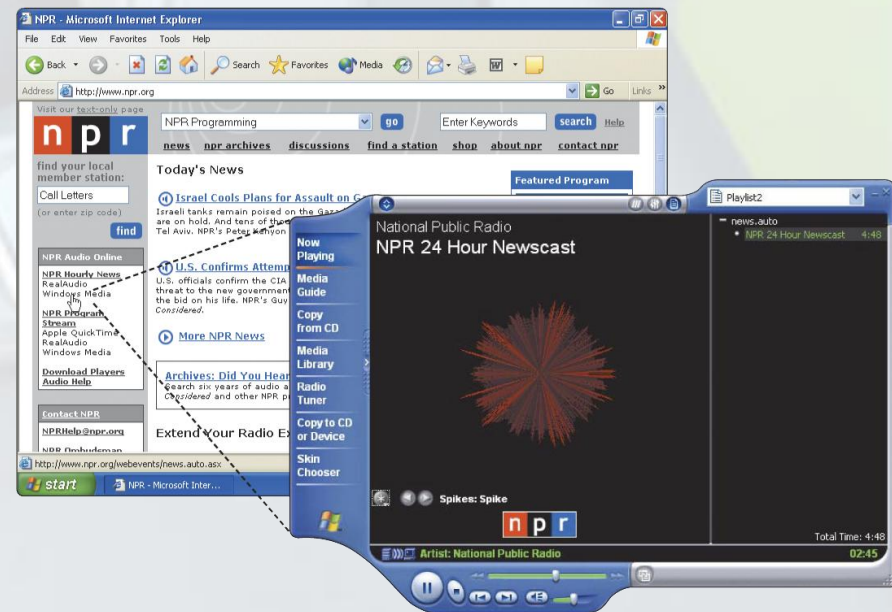 NPR - Microsoft Internet Explorer
File Edit View Favorites Tools Help
Back Search Favorites Media
Address http://www.npr.org Go Links »
Visit our text-only page
npr
NPR Programming go Enter Keywords search Help
news npr archives discussions find a station shop about npr contact npr
find your local
member station:
Call Letters
(or enter zip code)
find
NPR Audio Online
NPR Hourly News
RealAudio
Windows Media
NPR Program
Stream
Apple QuickTime
RealAudio
Windows Media
Download Players
Audio Help
Contact NPR
NPRHelp@npr.org
NPR Ombudsman
Today's News
Featured Program
Israel Cools Plans for Assault on G
Israeli tanks remain poised on the Gaza
are on hold. And tens of thou
Tel Aviv. NPR's Peter Kenyon
U.S. Confirms Attemp
U.S. officials confirm the CIA
threat to the new government
the bid on his life. NPR's Guy
Considered.
More NPR News
Archives: Did You Hear
Search six years of audio a
Considered and other NPR pr
Extend Your Radio Ex
http://www.npr.org/webevents/news.auto.asx
start NPR - Microsoft Inter...
Now
Playing
Media
Guide
Copy
from CD
Media
Library
Radio
Tuner
Copy to CD
or Device
Skin
Chooser
National Public Radio
NPR 24 Hour Newscast
Spikes: Spike
npr
Playlist2
news.auto
NPR 24 Hour Newscast 4:48
Total Time: 4:48
Artist: National Public Radio 02:45